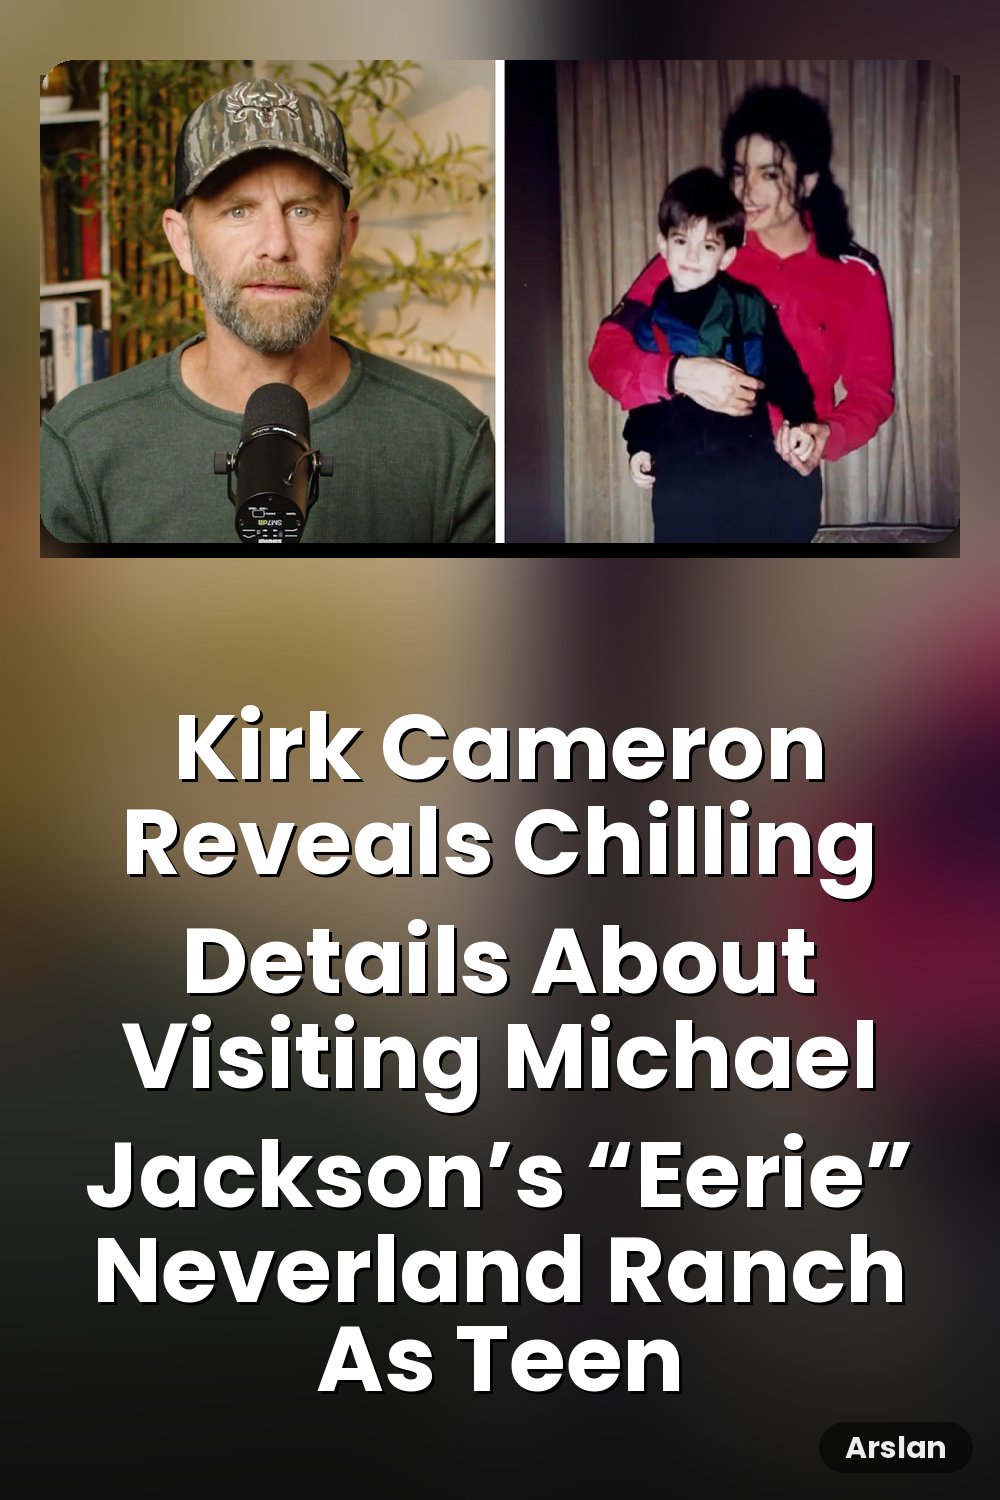 Kirk Cameron
Reveals Chilling
Details About
Visiting Michael
Jackson’s “Eerie”
Neverland Ranch
As Teen
Arslan